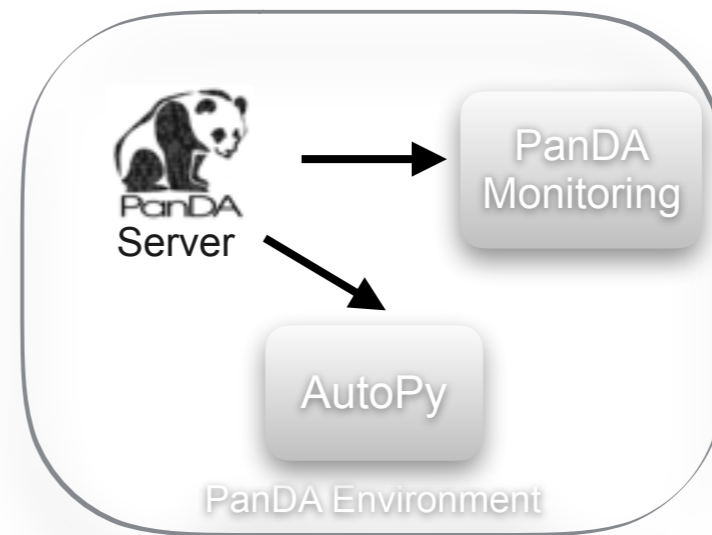 PanDA
Server
PanDA
Monitoring
AutoPy
PanDA Environment